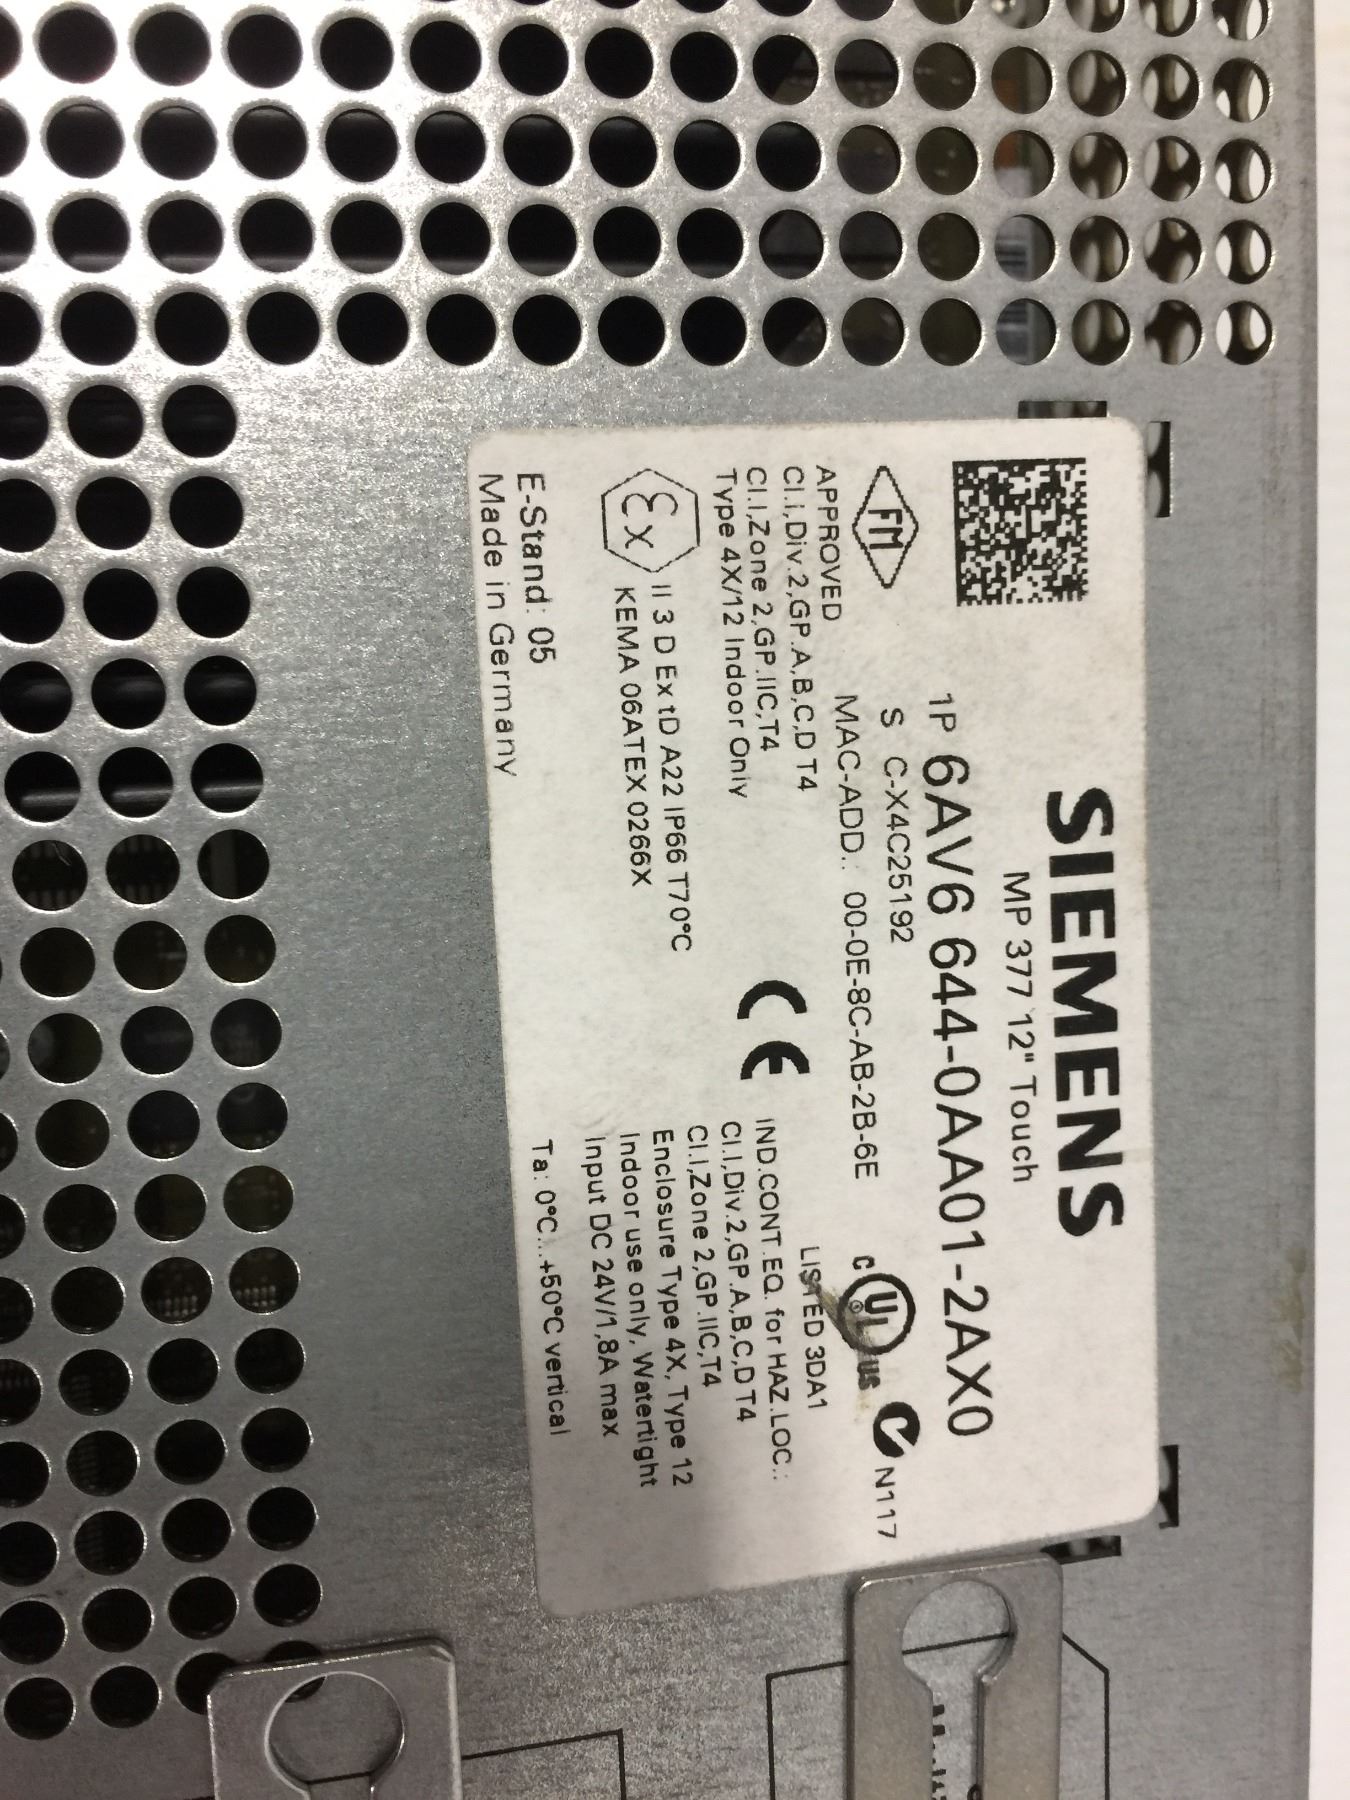 SIEMENS
MP 377 12" Touch
1P 6AV6 644-0AA01-2AX0
S C-X4C25192
MAC-ADD.: 00-0E-8C-AB-2B-6E
FM
APPROVED
Cl.I,Div.2,GP.A,B,C,D T4
Cl.I,Zone 2,GP.IIC,T4
Type 4X/12 Indoor Only
C UL US
N117
LISTED 3DA1
IND.CONT.EQ. for HAZ.LOC.:
Cl.I,Div.2,GP.A,B,C,D T4
Cl.I,Zone 2,GP.IIC,T4
Enclosure Type 4X, Type 12
Indoor use only, Watertight
Input DC 24V/1,8A max
CE
Ex
II 3 D Ex tD A22 IP66 T70°C
KEMA 06ATEX 0266X
E-Stand: 05
Made in Germany
Ta: 0°C...+50°C vertical